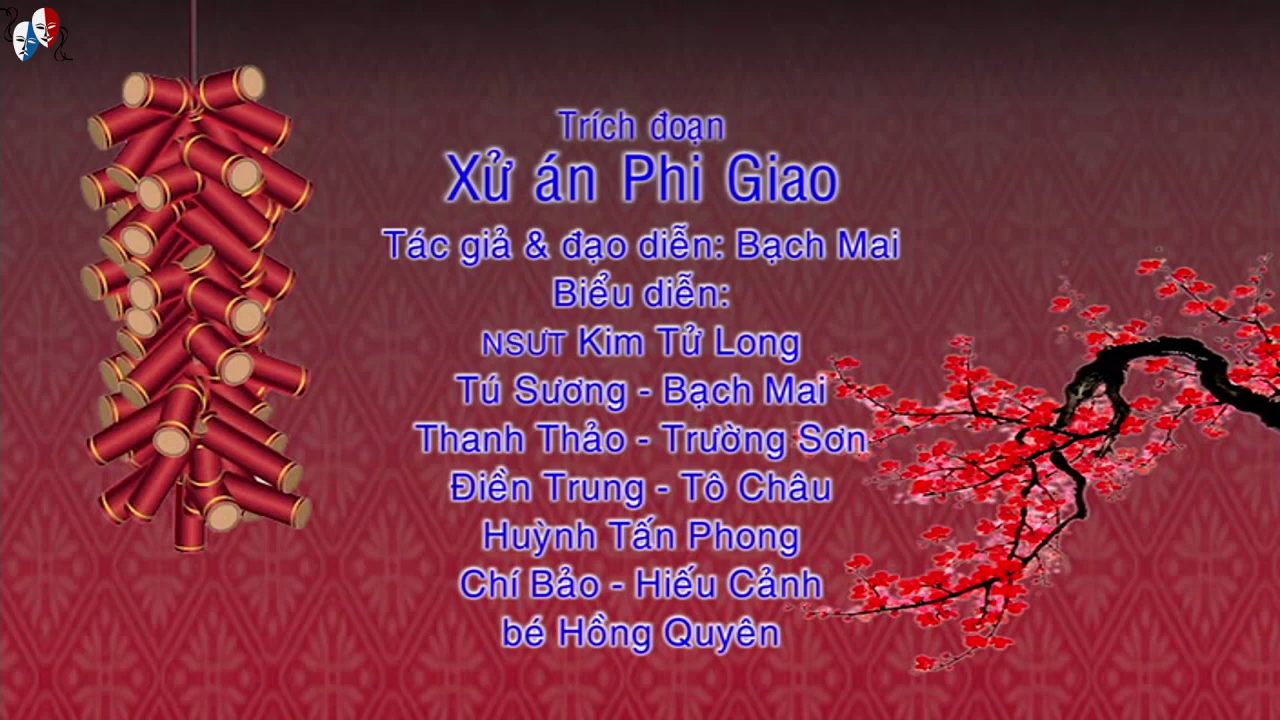 Trích đoạn
Xử án Phi Giao
Tác giả & đạo diễn: Bạch Mai
Biểu diễn:
NSƯT Kim Tử Long
Tú Sương - Bạch Mai
Thanh Thảo - Trường Sơn
Điền Trung - Tô Châu
Huỳnh Tấn Phong
Chí Bảo - Hiếu Cảnh
bé Hồng Quyên